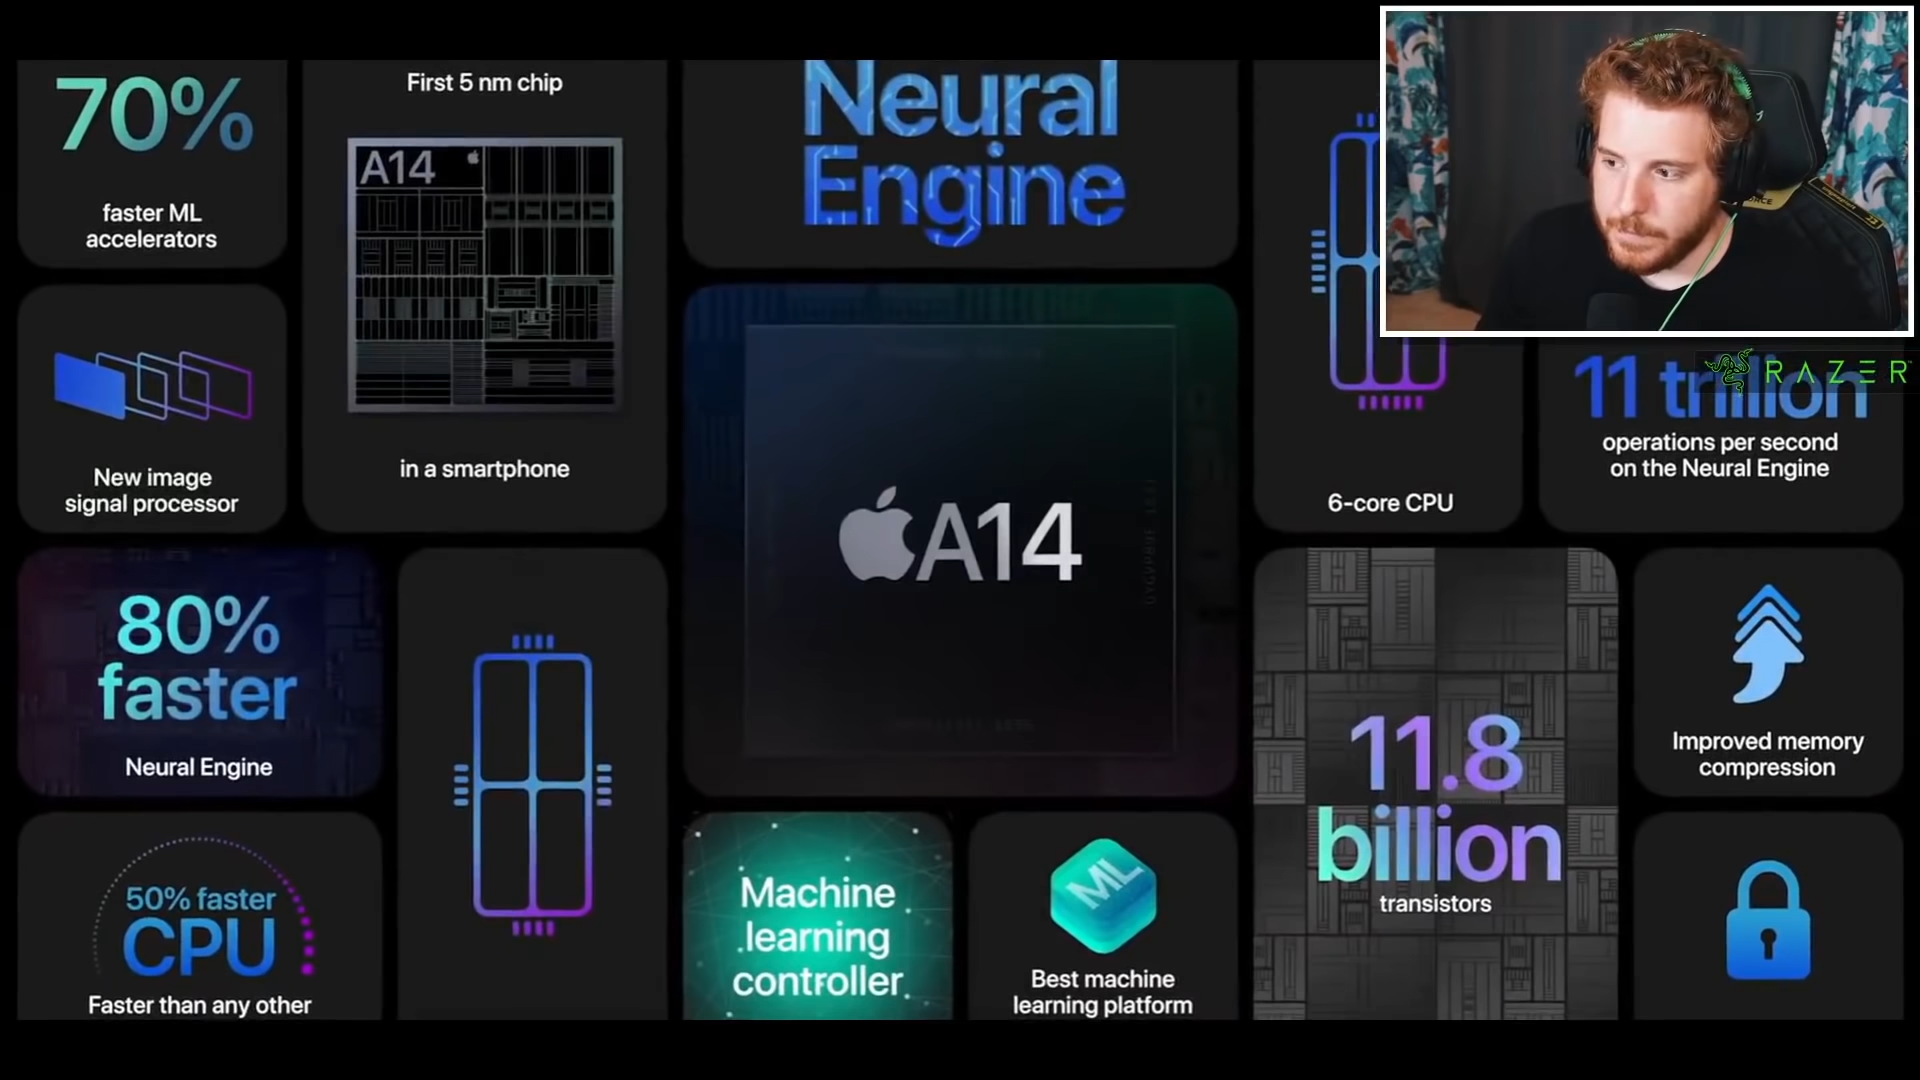 70%
faster ML
accelerators
First 5 nm chip
A14
in a smartphone
Neural
Engine
New image
signal processor
A14
6-core CPU
11 trillion
operations per second
on the Neural Engine
RAZER
80%
faster
Neural Engine
11.8
billion
transistors
Improved memory
compression
50% faster
CPU
Faster than any other
Machine
learning
controller
ML
Best machine
learning platform